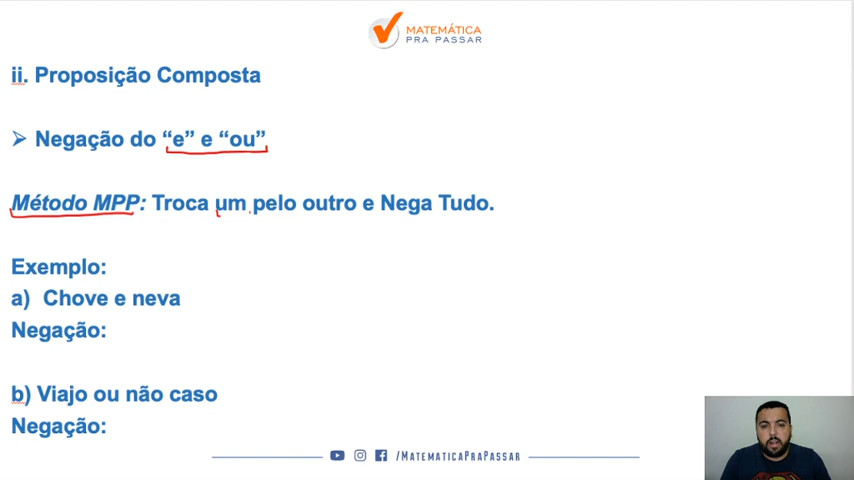 MATEMÁTICA
PRA PASSAR
ii. Proposição Composta
➢ Negação do “e” e “ou”
Método MPP: Troca um pelo outro e Nega Tudo.
Exemplo:
a) Chove e neva
Negação:
b) Viajo ou não caso
Negação:
/MATEMATICAPRAPASSAR